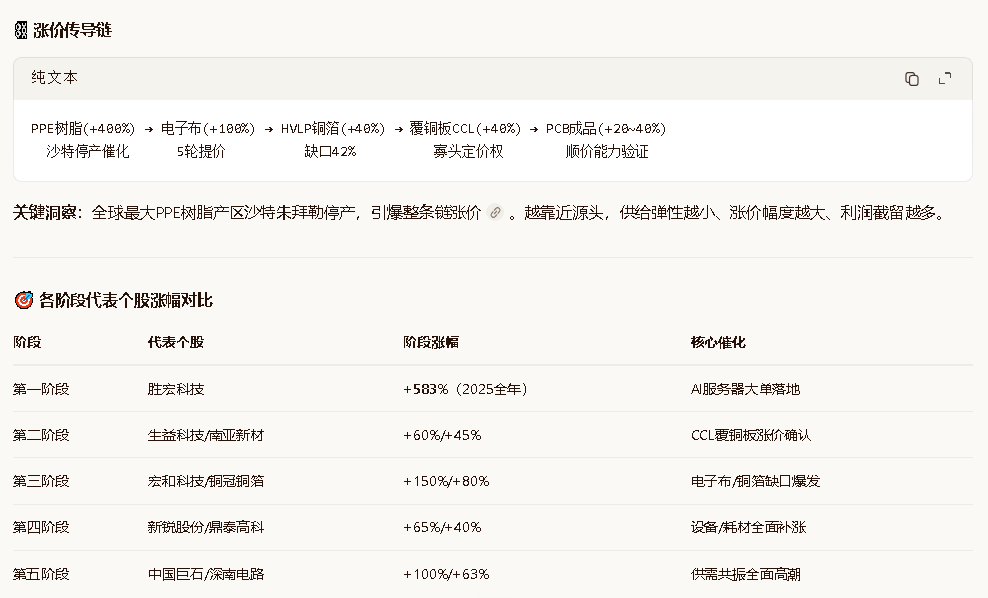 ⛓ 涨价传导链
纯文本
PPE树脂(+400%) → 电子布(+100%) → HVLP铜箔(+40%) → 覆铜板CCL(+40%) → PCB成品(+20~40%)
沙特停产催化 5轮提价 缺口42% 寡头定价权 顺价能力验证
关键洞察：全球最大PPE树脂产区沙特朱拜勒停产，引爆整条链涨价 。越靠近源头，供给弹性越小、涨价幅度越大、利润截留越多。
🎯 各阶段代表个股涨幅对比
阶段 代表个股 阶段涨幅 核心催化
第一阶段 胜宏科技 +583%（2025全年） AI服务器大单落地
第二阶段 生益科技/南亚新材 +60%/+45% CCL覆铜板涨价确认
第三阶段 宏和科技/铜冠铜箔 +150%/+80% 电子布/铜箔缺口爆发
第四阶段 新锐股份/鼎泰高科 +65%/+40% 设备/耗材全面补涨
第五阶段 中国巨石/深南电路 +100%/+63% 供需共振全面高潮